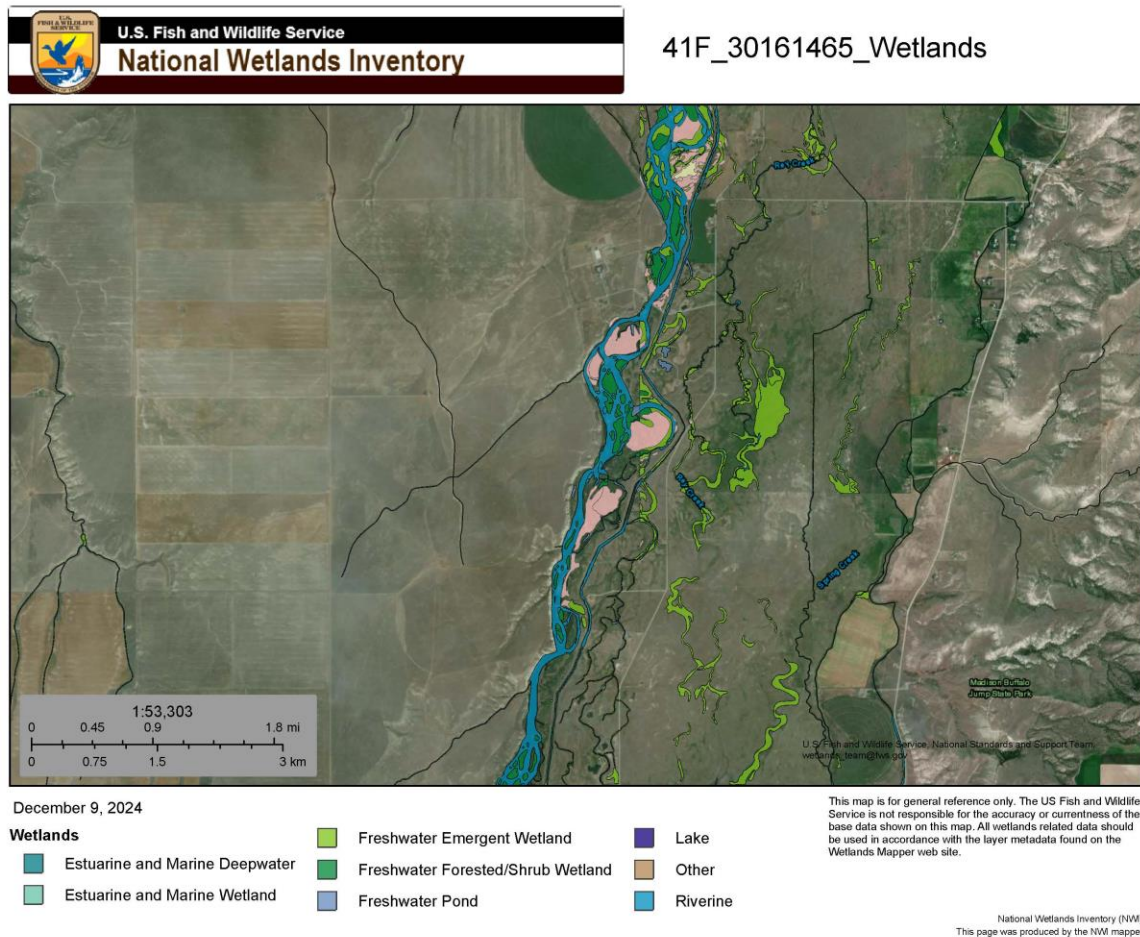 U.S.
FISH & WILDLIFE
SERVICE
U.S. Fish and Wildlife Service
National Wetlands Inventory
41F_30161465_Wetlands
Rey Creek
Rey Creek
Spring Creek
Madison Buffalo
Jump State Park
1:53,303
0 0.45 0.9 1.8 mi
0 0.75 1.5 3 km
U.S. Fish and Wildlife Service, National Standards and Support Team,
wetlands_team@fws.gov
December 9, 2024
Wetlands
Estuarine and Marine Deepwater
Estuarine and Marine Wetland
Freshwater Emergent Wetland
Freshwater Forested/Shrub Wetland
Freshwater Pond
Lake
Other
Riverine
This map is for general reference only. The US Fish and Wildlife
Service is not responsible for the accuracy or currentness of the
base data shown on this map. All wetlands related data should
be used in accordance with the layer metadata found on the
Wetlands Mapper web site.
National Wetlands Inventory (NWI
This page was produced by the NWI mappe